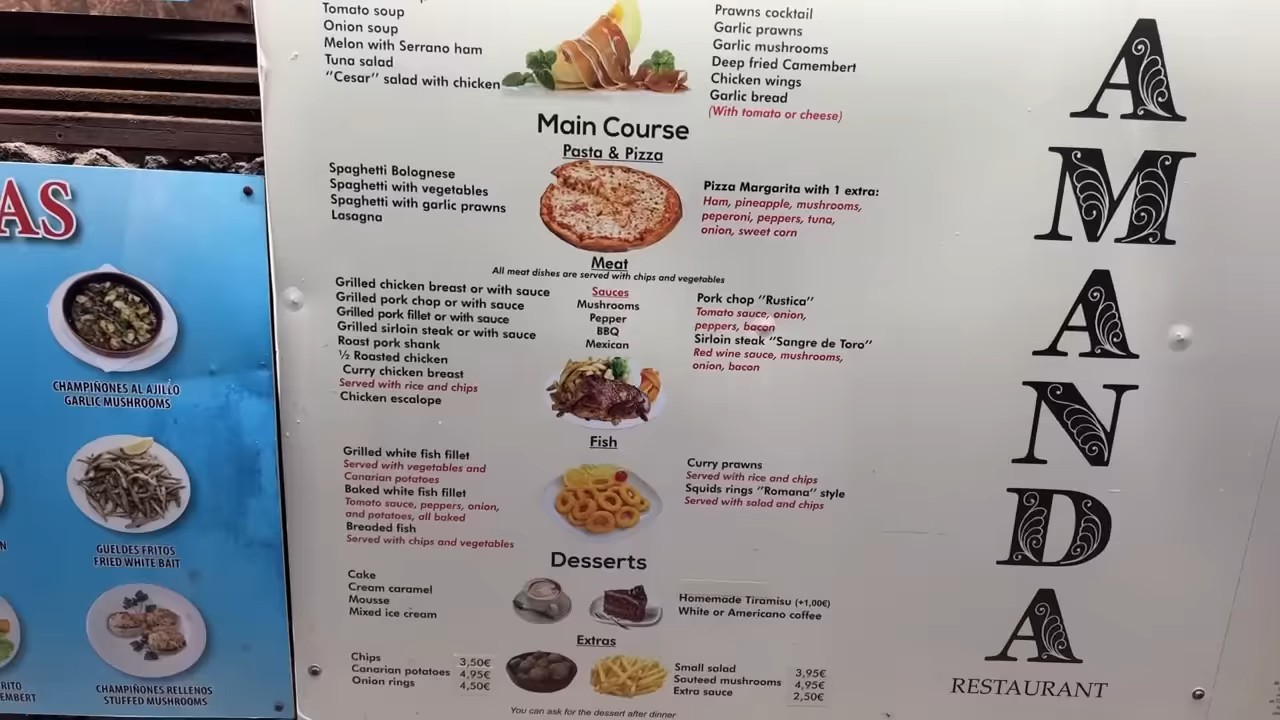 Tomato soup
Onion soup
Melon with Serrano ham
Tuna salad
"Cesar" salad with chicken
Prawns cocktail
Garlic prawns
Garlic mushrooms
Deep fried Camembert
Chicken wings
Garlic bread
(With tomato or cheese)
Main Course
Pasta & Pizza
Spaghetti Bolognese
Spaghetti with vegetables
Spaghetti with garlic prawns
Lasagna
Pizza Margarita with 1 extra:
Ham, pineapple, mushrooms,
peperoni, peppers, tuna,
onion, sweet corn
Meat
All meat dishes are served with chips and vegetables
Grilled chicken breast or with sauce
Grilled pork chop or with sauce
Grilled pork fillet or with sauce
Grilled sirloin steak or with sauce
Roast pork shank
½ Roasted chicken
Curry chicken breast
Served with rice and chips
Chicken escalope
Sauces
Mushrooms
Pepper
BBQ
Mexican
Pork chop "Rustica"
Tomato sauce, onion,
peppers, bacon
Sirloin steak "Sangre de Toro"
Red wine sauce, mushrooms,
onion, bacon
Fish
Grilled white fish fillet
Served with vegetables and
Canarian potatoes
Baked white fish fillet
Tomato sauce, peppers, onion,
and potatoes, all baked
Breaded fish
Served with chips and vegetables
Curry prawns
Served with rice and chips
Squids rings "Romana" style
Served with salad and chips
Desserts
Cake
Cream caramel
Mousse
Mixed ice cream
Homemade Tiramisu (+1,00€)
White or Americano coffee
Extras
Chips 3,50€
Canarian potatoes 4,95€
Onion rings 4,50€
Small salad 3,95€
Sauteed mushrooms 4,95€
Extra sauce 2,50€
You can ask for the dessert after dinner
AMANDA
RESTAURANT
AS
CHAMPIÑONES AL AJILLO
GARLIC MUSHROOMS
GUELDES FRITOS
FRIED WHITE BAIT
CHAMPIÑONES RELLENOS
STUFFED MUSHROOMS
RITO
EMBERT